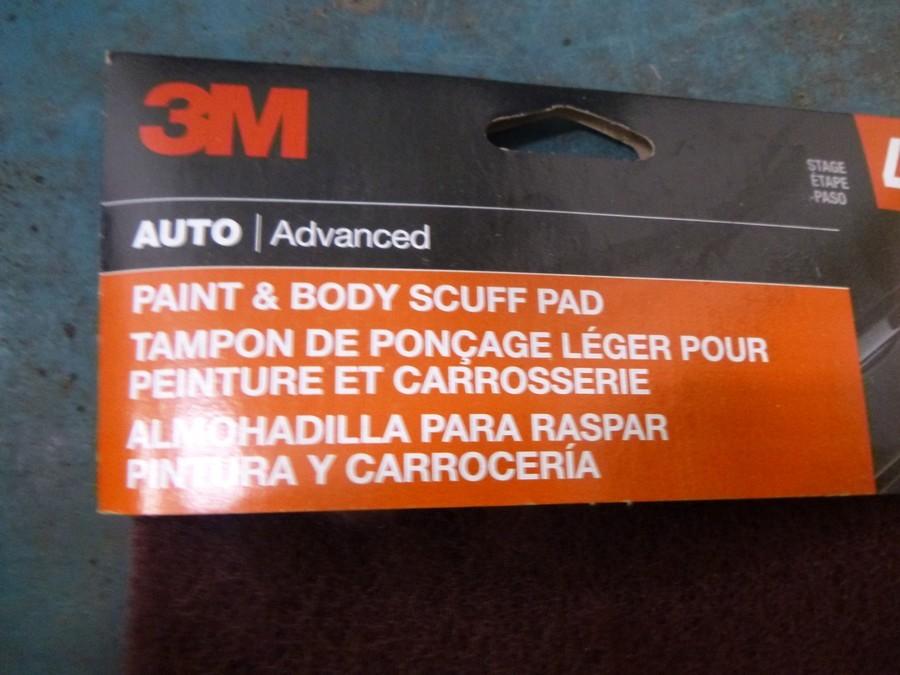 3M
STAGE
ÉTAPE
PASO
AUTO | Advanced
PAINT & BODY SCUFF PAD
TAMPON DE PONÇAGE LÉGER POUR
PEINTURE ET CARROSSERIE
ALMOHADILLA PARA RASPAR
PINTURA Y CARROCERÍA